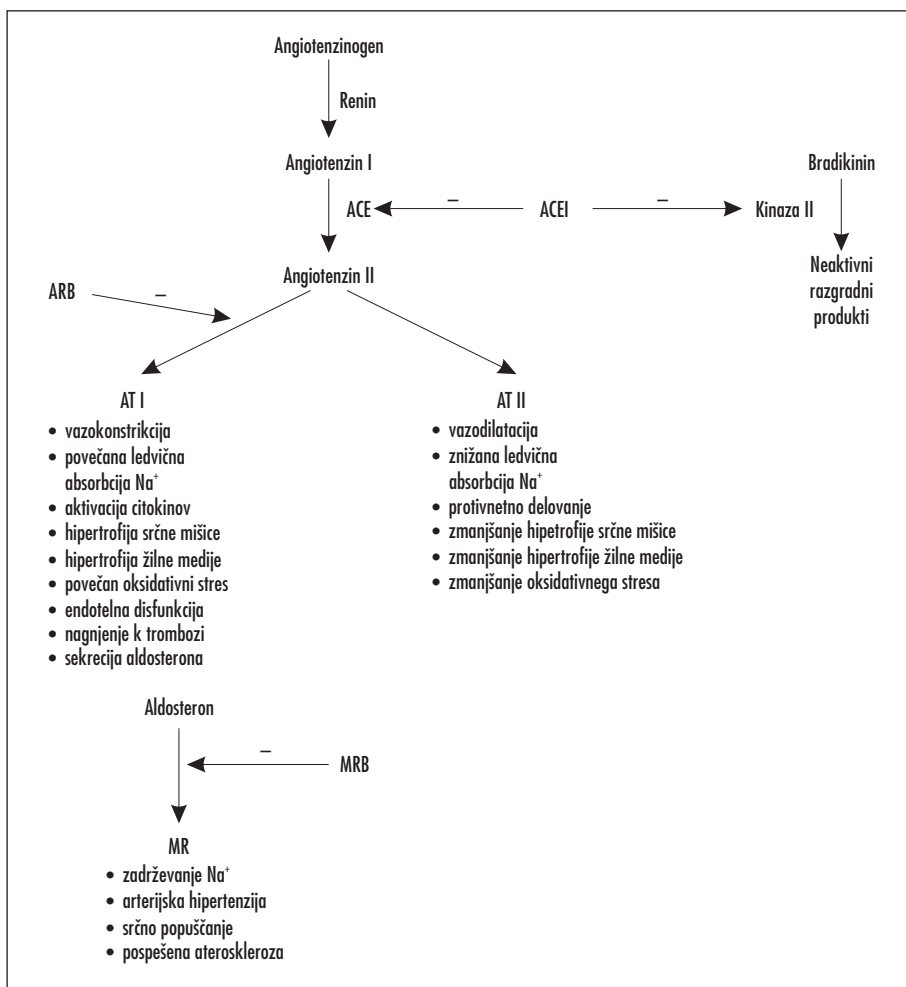 Angiotenzinogen
Renin
Angiotenzin I
Bradikinin
ACE
–
ACEI
–
Kinaza II
Angiotenzin II
Neaktivni
razgradni
produkti
ARB
–
AT I
• vazokonstrikcija
• povečana ledvična
absorbcija Na⁺
• aktivacija citokinov
• hipertrofija srčne mišice
• hipertrofija žilne medije
• povečan oksidativni stres
• endotelna disfunkcija
• nagnjenje k trombozi
• sekrecija aldosterona
AT II
• vazodilatacija
• znižana ledvična
absorbcija Na⁺
• protivnetno delovanje
• zmanjšanje hipetrofije srčne mišice
• zmanjšanje hipertrofije žilne medije
• zmanjšanje oksidativnega stresa
Aldosteron
–
MRB
MR
• zadrževanje Na⁺
• arterijska hipertenzija
• srčno popuščanje
• pospešena ateroskleroza